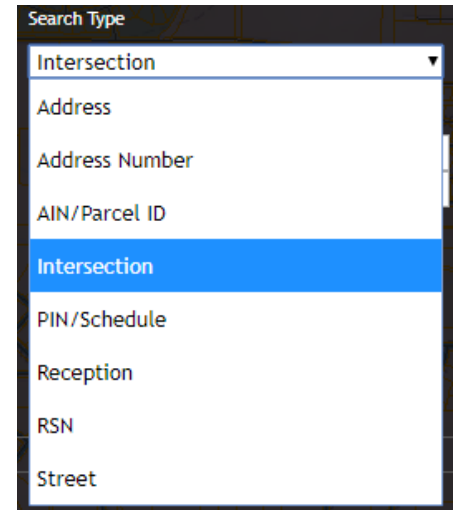 Search Type
Intersection
Address
Address Number
AIN/Parcel ID
Intersection
PIN/Schedule
Reception
RSN
Street